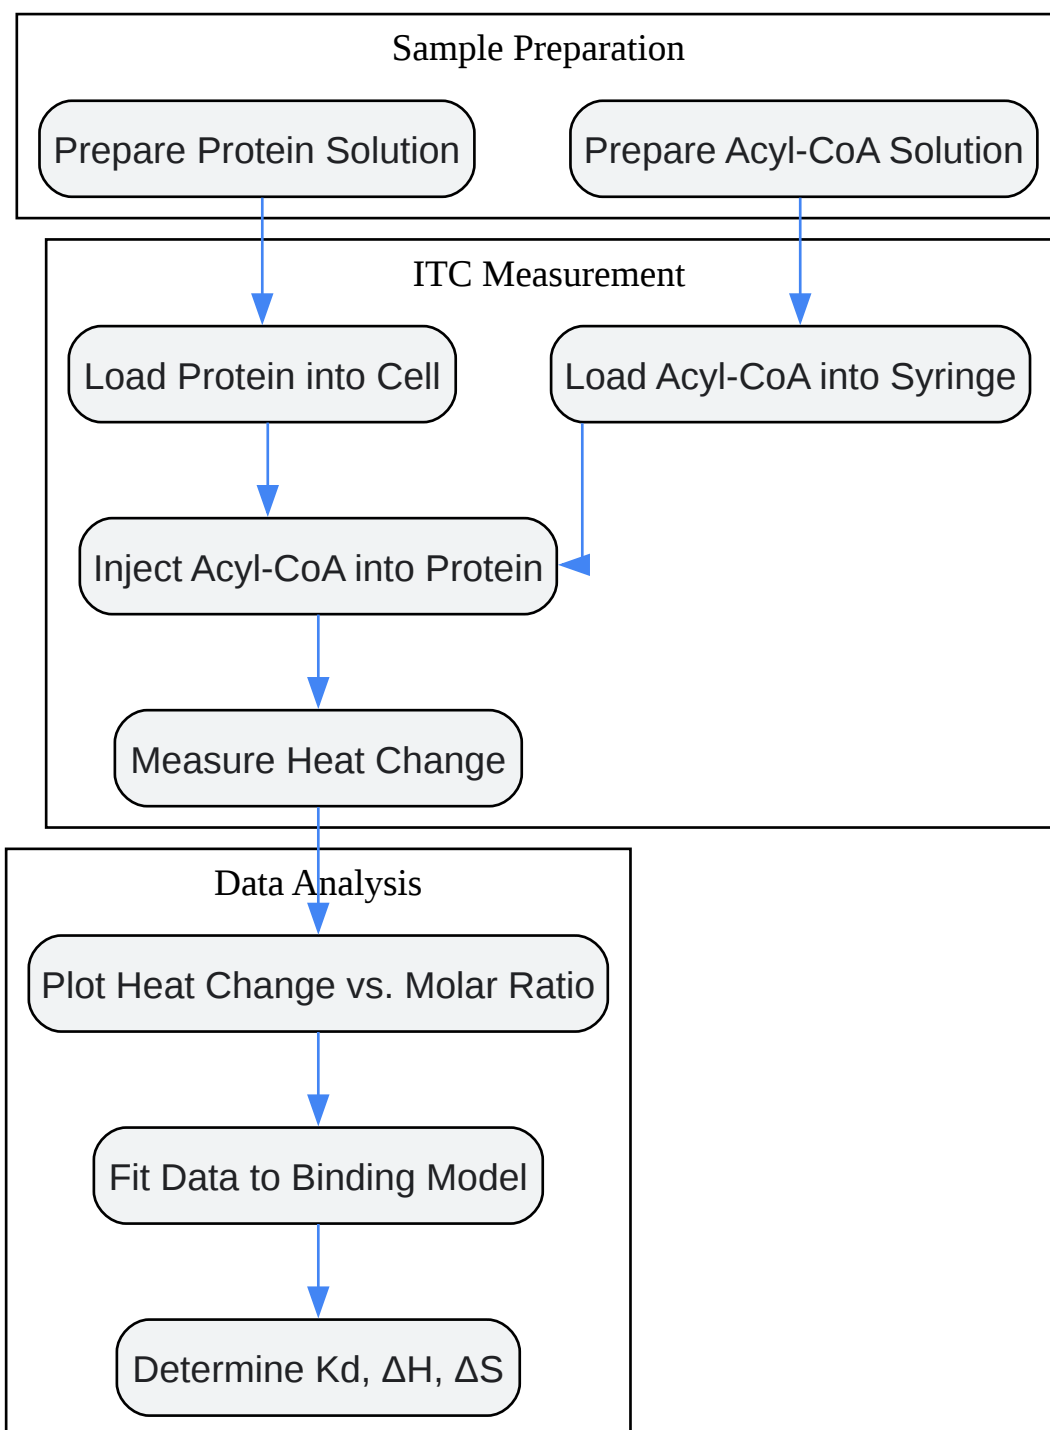 Sample Preparation
Prepare Protein Solution
Prepare Acyl-CoA Solution
ITC Measurement
Load Protein into Cell
Load Acyl-CoA into Syringe
Inject Acyl-CoA into Protein
Measure Heat Change
Data Analysis
Plot Heat Change vs. Molar Ratio
Fit Data to Binding Model
Determine Kd, ΔH, ΔS